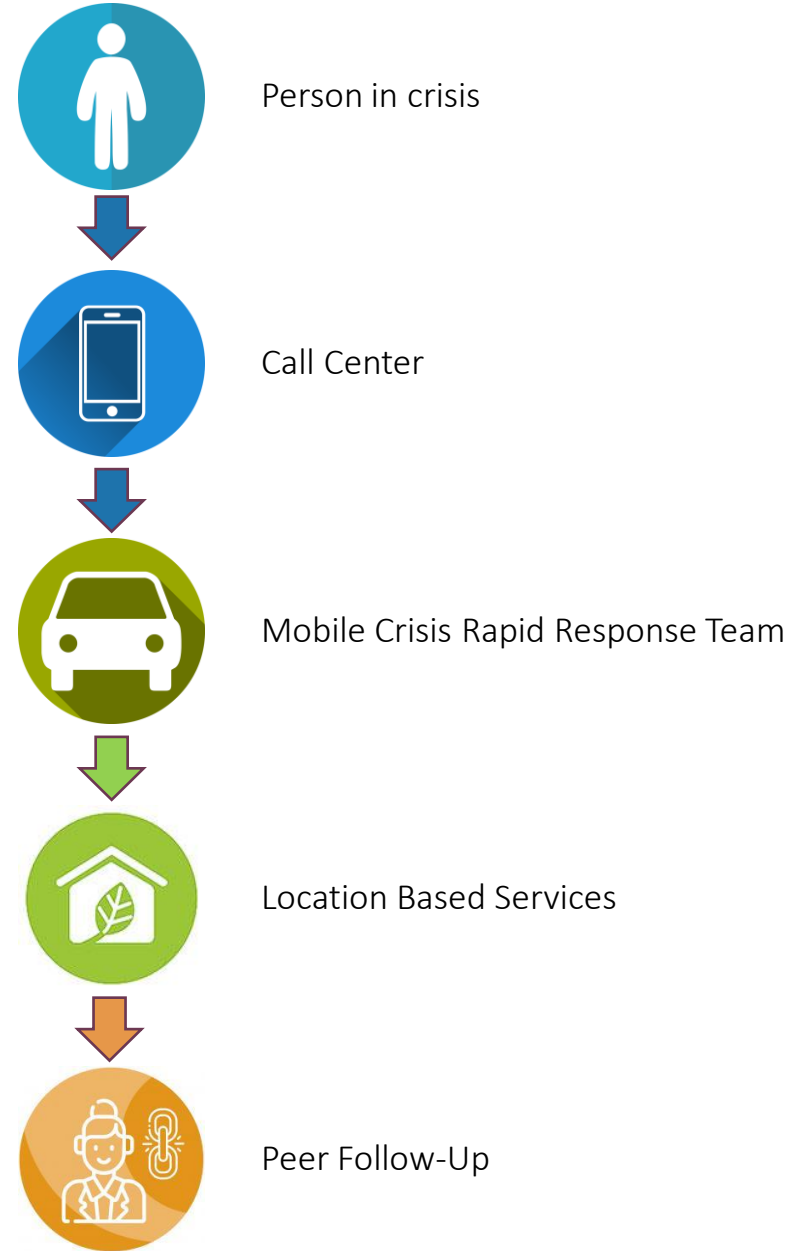 Person in crisis
Call Center
Mobile Crisis Rapid Response Team
Location Based Services
Peer Follow-Up